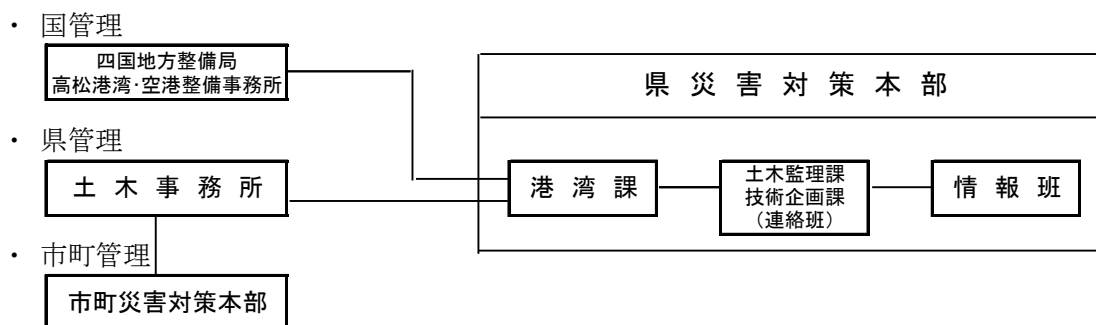 ・ 国管理
四国地方整備局
高松港湾・空港整備事務所
県 災 害 対 策 本 部
・ 県管理
土 木 事 務 所
港 湾 課
土木監理課
技術企画課
（連絡班）
情 報 班
・ 市町管理
市町災害対策本部